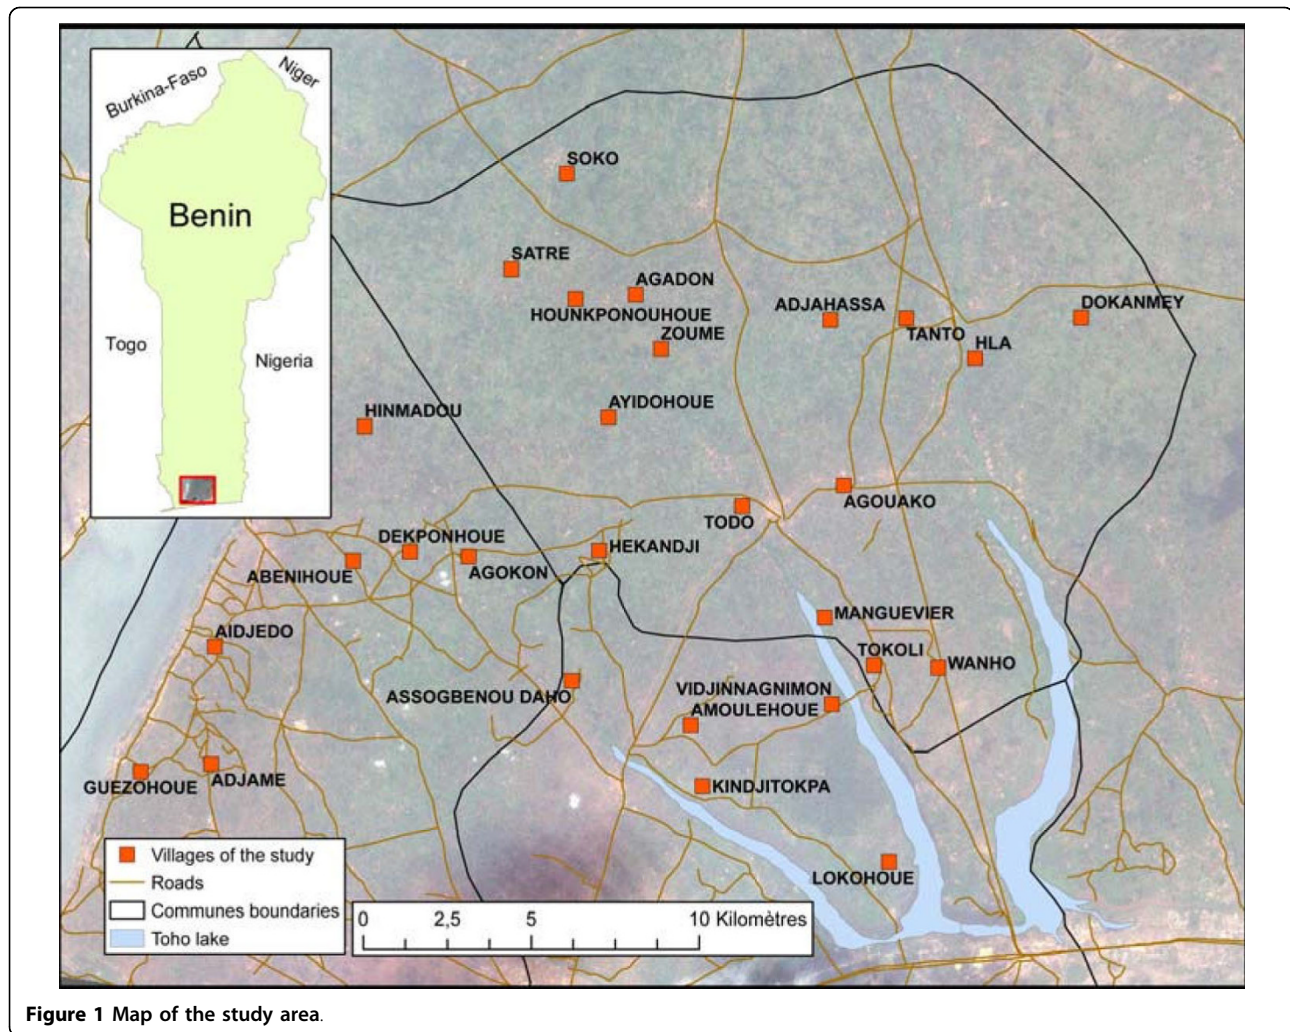 Burkina-Faso
Niger
Benin
Togo
Nigeria
SOKO
SATRE
AGADON
HOUNKPONOUHOUE
ZOUME
ADJAHASSA
TANTO
DOKANMEY
HLA
HINMADOU
AYIDOHOUE
AGOUAKO
TODO
DEKPONHOUE
HEKANDJI
ABENIHOUE
AGOKON
MANGUEVIER
AIDJEDO
TOKOLI
WANHO
ASSOGBENOU DAHO
VIDJINNAGNIMON
AMOULEHOUE
GUEZOHOUE
ADJAME
KINDJITOKPA
LOKOHOUE
Villages of the study
Roads
Communes boundaries
Toho lake
0 2,5 5 10 Kilomètres
Figure 1 Map of the study area.